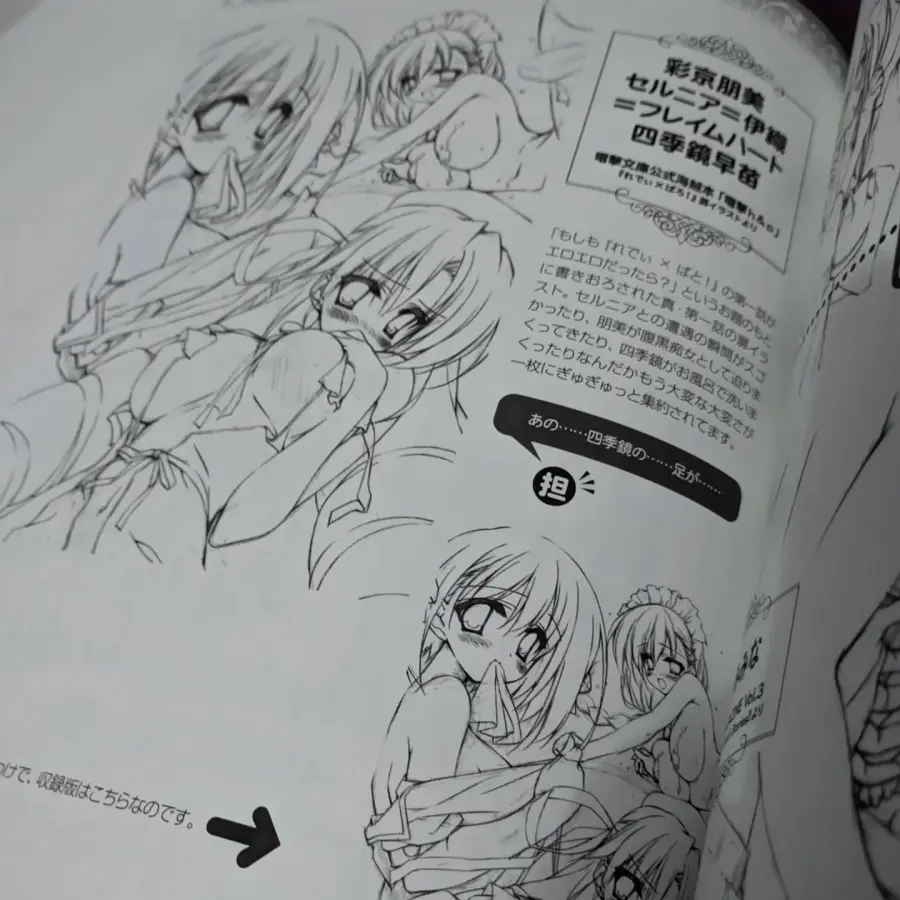 彩京朋美
セルニア＝伊織
＝フレイムハート
四季鏡早苗
電撃文庫公式海賊本「電撃h&p」
『れでぃ×ばと!』扉イラストより
「もしも『れでぃ×ばと!』の第一話が
エロエロだったら？」というお題のもと
に書きおろされた真・第一話の扉イラ
スト。セルニアとの遭遇の瞬間がスゴ
かったり、朋美が腹黒痴女として迫りま
くってきたり、四季鏡がお風呂で洗いま
くったりなんだかもう大変な大変さが
一枚にぎゅぎゅっと集約されてます。
あの……四季鏡の……足が……
担
けで、収録版はこちらなのです。
みな
Vol.3
より